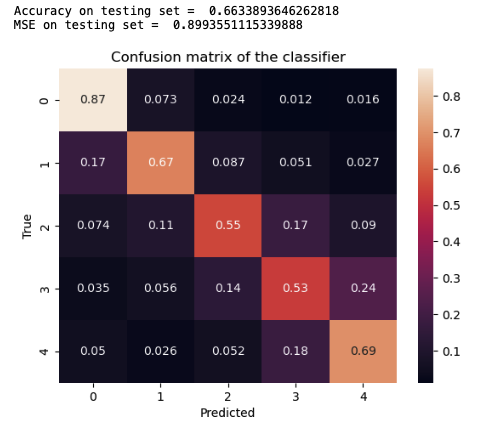 Accuracy on testing set =  0.6633893646262818
MSE on testing set =  0.8993551115339888
Confusion matrix of the classifier
0 0.87 0.073 0.024 0.012 0.016
1 0.17 0.67 0.087 0.051 0.027
2 0.074 0.11 0.55 0.17 0.09
3 0.035 0.056 0.14 0.53 0.24
4 0.05 0.026 0.052 0.18 0.69
True
0 1 2 3 4
Predicted
0.8
0.7
0.6
0.5
0.4
0.3
0.2
0.1